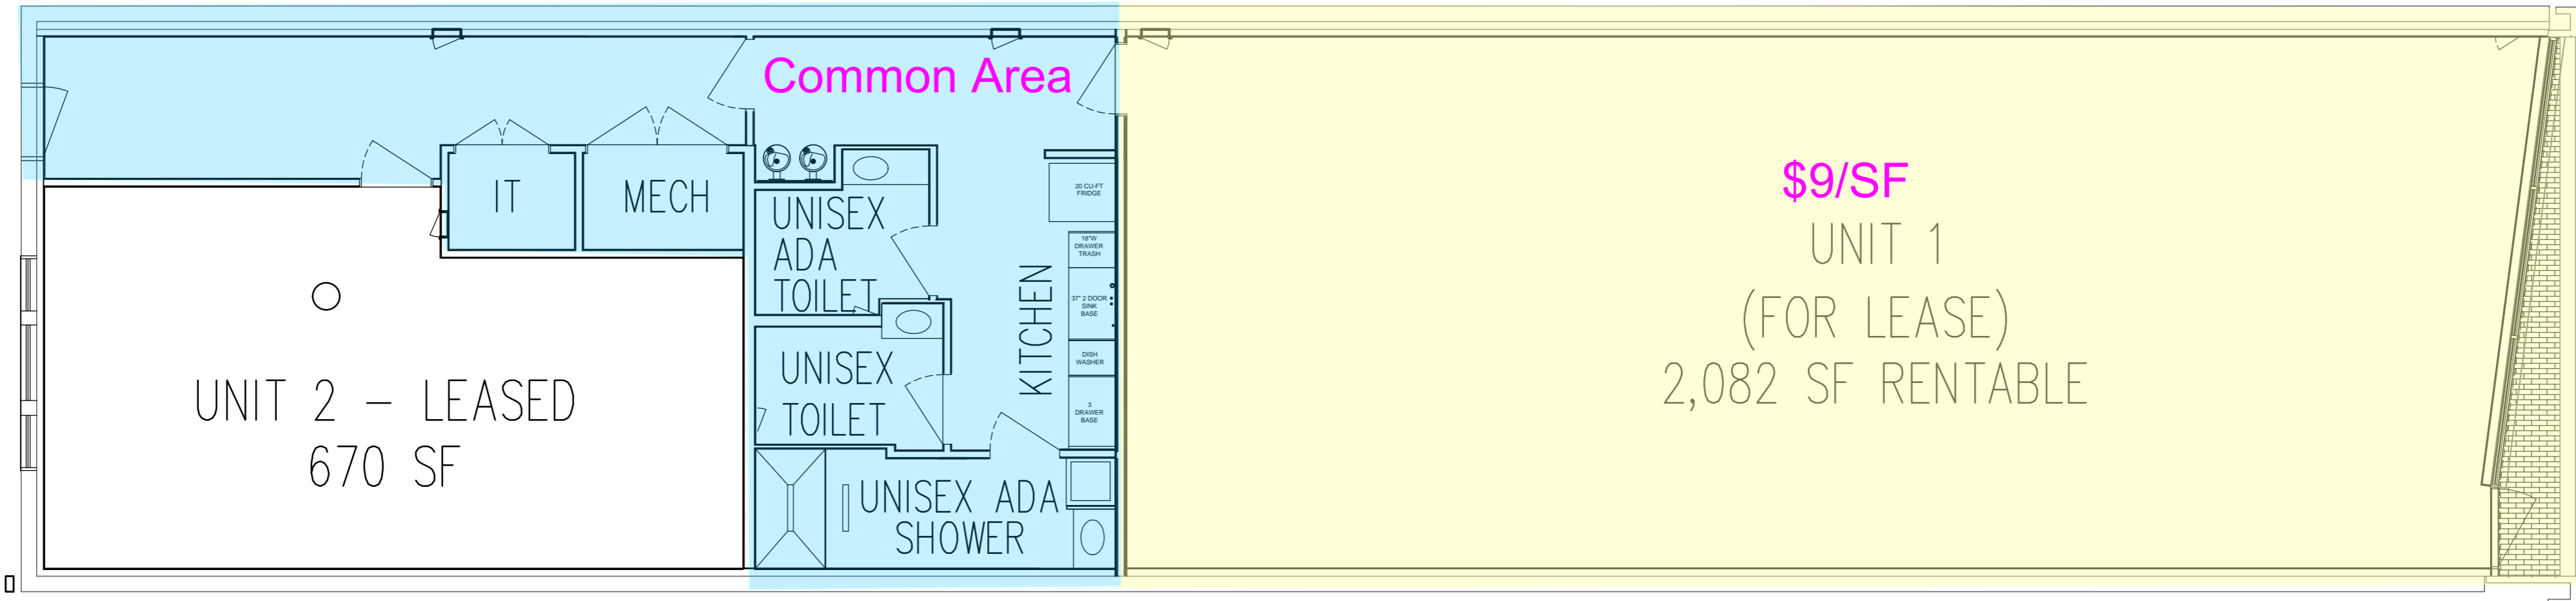 Common Area
IT
MECH
UNISEX
ADA
TOILET
UNISEX
TOILET
UNISEX ADA
SHOWER
KITCHEN
20 CU-FT
FRIDGE
18"W
DRAWER
TRASH
37" 2 DOOR
SINK
BASE
DISH
WASHER
3
DRAWER
BASE
UNIT 2 – LEASED
670 SF
$9/SF
UNIT 1
(FOR LEASE)
2,082 SF RENTABLE